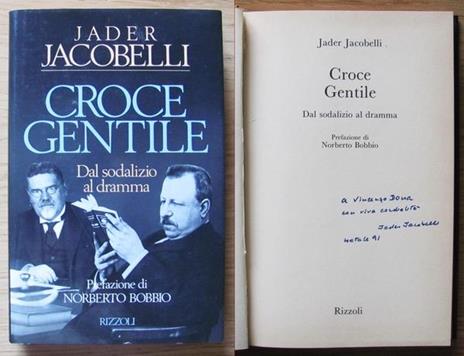 JADER
JACOBELLI
CROCE
GENTILE
Dal sodalizio
al dramma
Prefazione di
NORBERTO BOBBIO
RIZZOLI
Jader Jacobelli
Croce
Gentile
Dal sodalizio al dramma
Prefazione di
Norberto Bobbio
a Vincenzo Dona
con viva cordialità
Jader Jacobelli
natale 91
Rizzoli